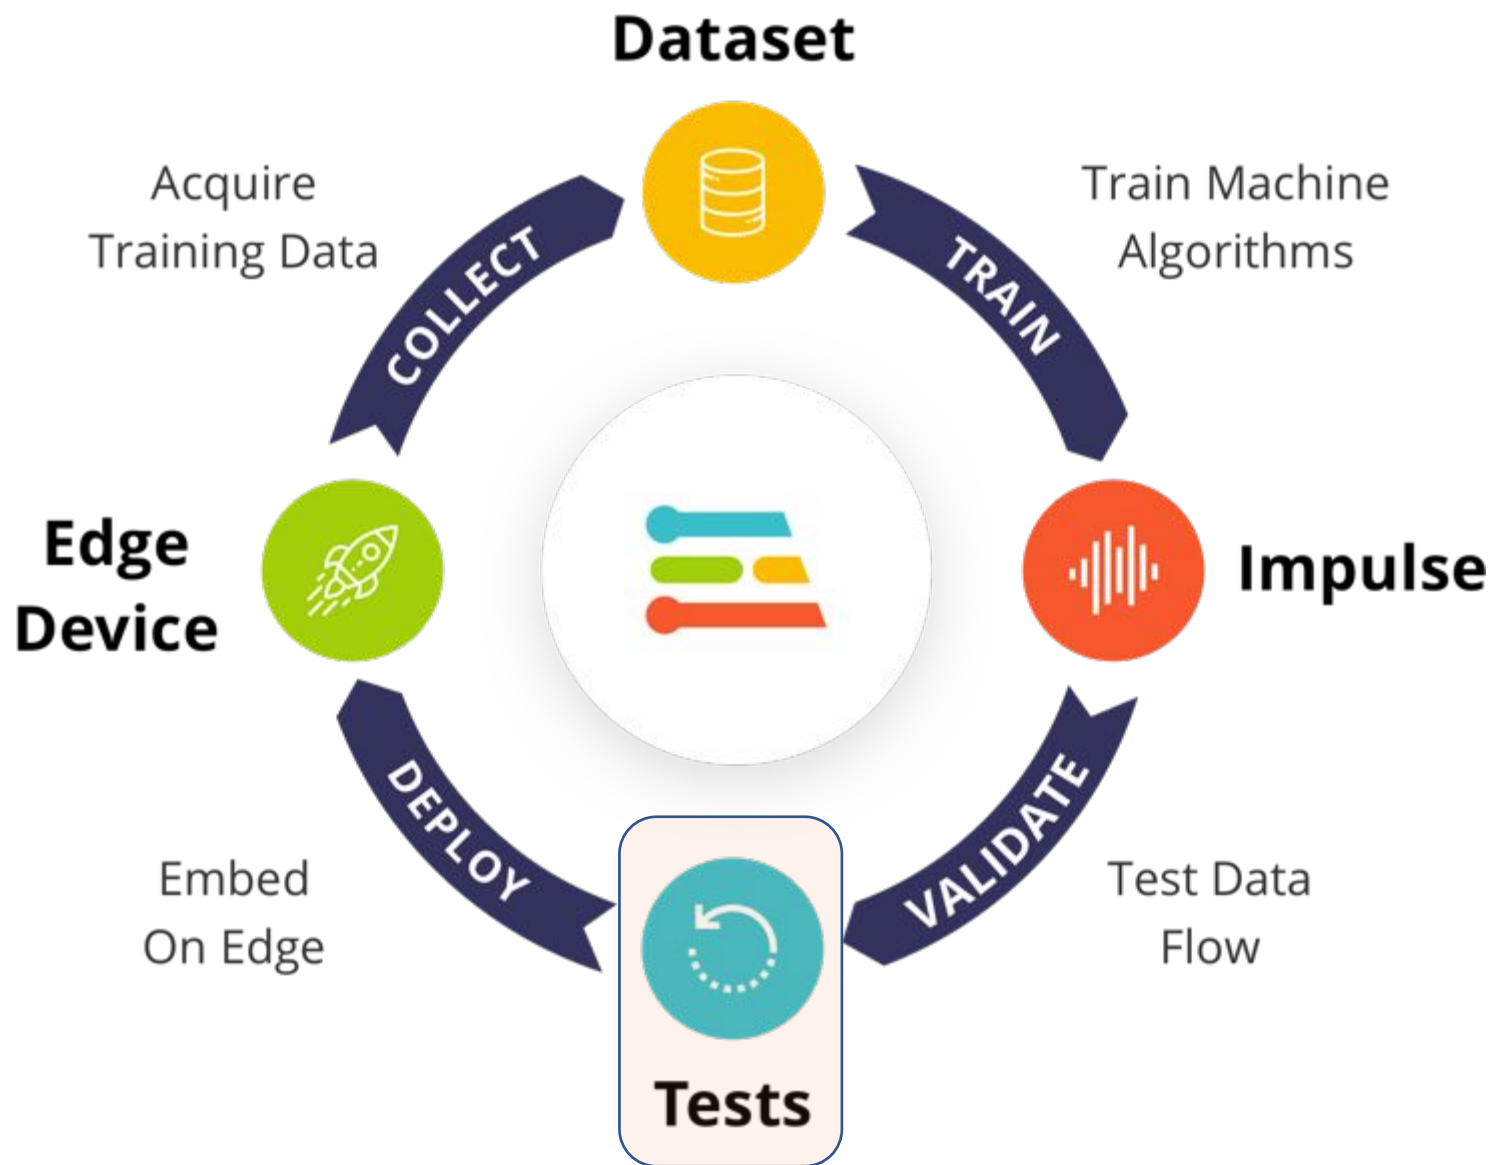 Dataset
Acquire
Training Data
COLLECT
TRAIN
Train Machine
Algorithms
Edge
Device
Impulse
DEPLOY
VALIDATE
Embed
On Edge
Test Data
Flow
Tests